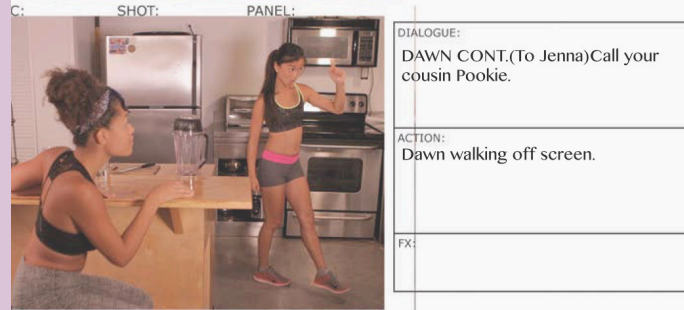 C: SHOT: PANEL:
DIALOGUE:
DAWN CONT.(To Jenna)Call your
cousin Pookie.
ACTION:
Dawn walking off screen.
FX: